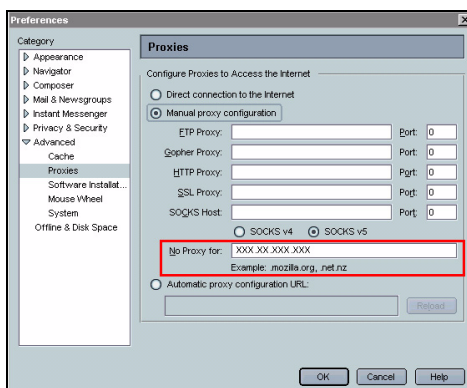 Preferences
Category
Appearance
Navigator
Composer
Mail & Newsgroups
Instant Messenger
Privacy & Security
Advanced
Cache
Proxies
Software Installat...
Mouse Wheel
System
Offline & Disk Space
Proxies
Configure Proxies to Access the Internet
Direct connection to the Internet
Manual proxy configuration
FTP Proxy: Port: 0
Gopher Proxy: Port: 0
HTTP Proxy: Port: 0
SSL Proxy: Port: 0
SOCKS Host: Port: 0
SOCKS v4 SOCKS v5
No Proxy for: XXX.XX.XXX.XXX
Example: .mozilla.org, .net.nz
Automatic proxy configuration URL:
Reload
OK Cancel Help